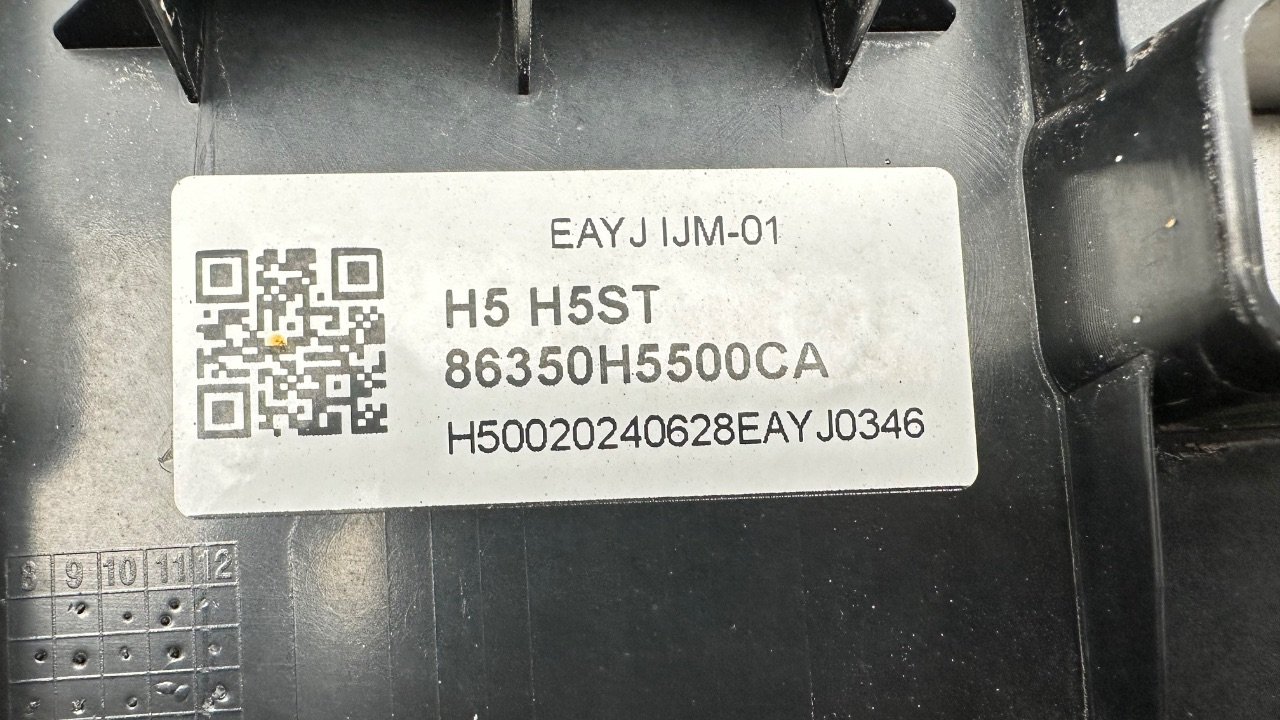 EAYJ IJM-01
H5 H5ST
86350H5500CA
H50020240628EAYJ0346
8 9 10 11 12